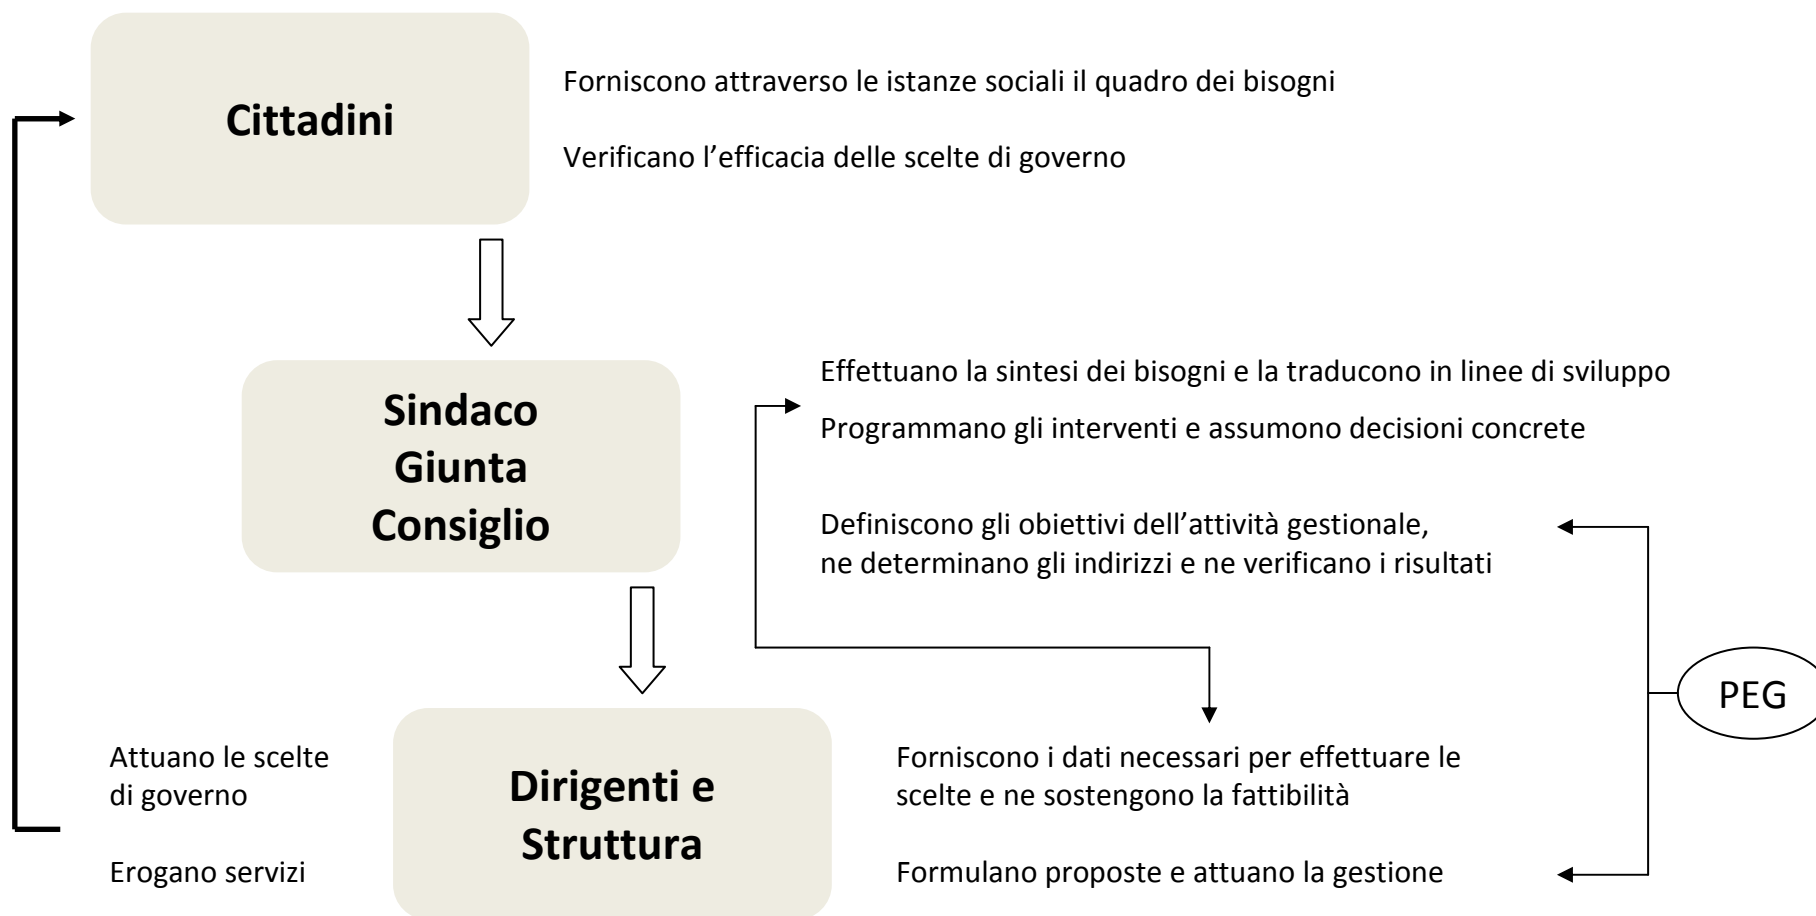 Cittadini
Forniscono attraverso le istanze sociali il quadro dei bisogni
Verificano l’efficacia delle scelte di governo
Sindaco
Giunta
Consiglio
Effettuano la sintesi dei bisogni e la traducono in linee di sviluppo
Programmano gli interventi e assumono decisioni concrete
Definiscono gli obiettivi dell’attività gestionale,
ne determinano gli indirizzi e ne verificano i risultati
PEG
Attuano le scelte
di governo
Erogano servizi
Dirigenti e
Struttura
Forniscono i dati necessari per effettuare le
scelte e ne sostengono la fattibilità
Formulano proposte e attuano la gestione